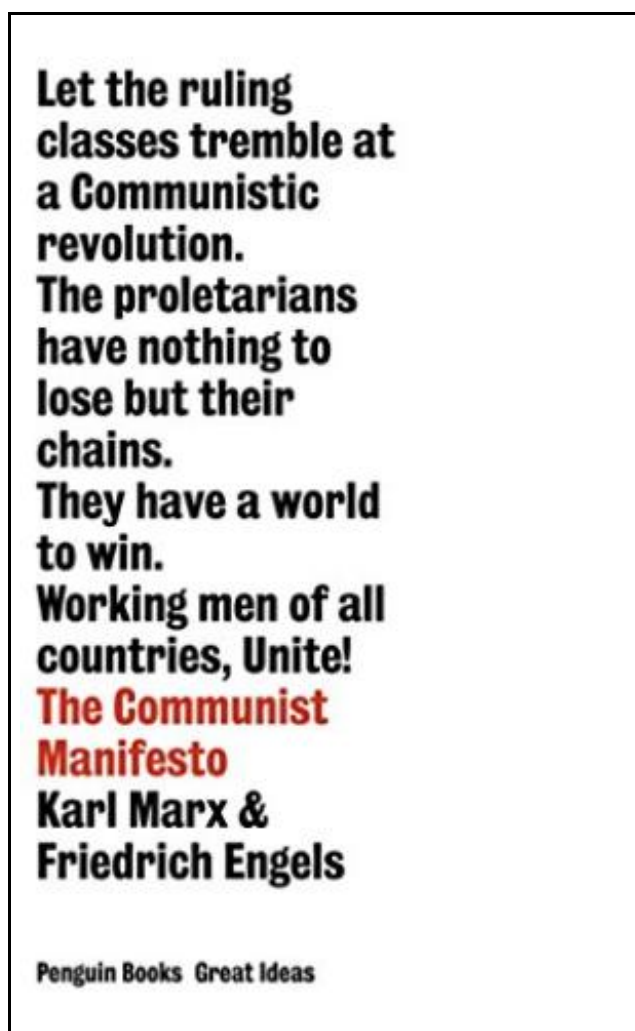 Let the ruling
classes tremble at
a Communistic
revolution.
The proletarians
have nothing to
lose but their
chains.
They have a world
to win.
Working men of all
countries, Unite!
The Communist
Manifesto
Karl Marx &
Friedrich Engels
Penguin Books Great Ideas